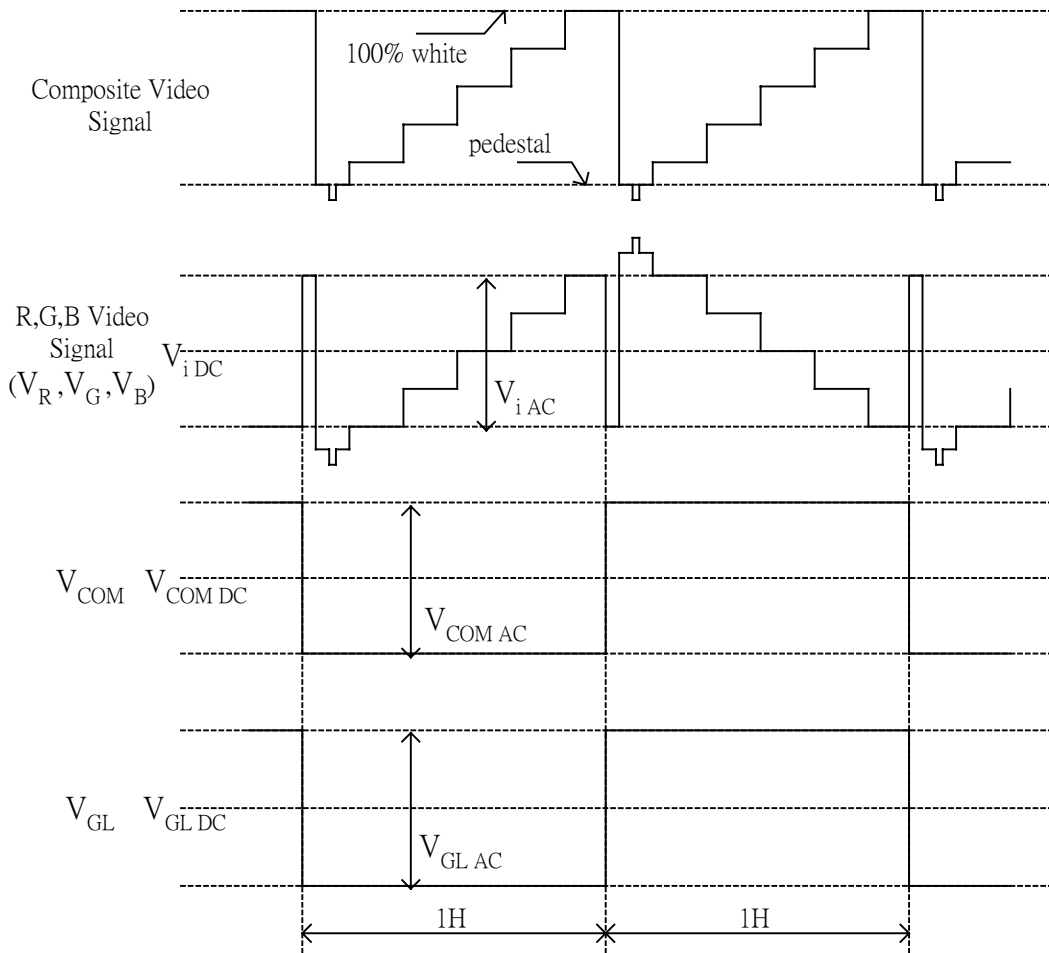 100% white
Composite Video
Signal
pedestal
R,G,B Video
Signal
(V_R ,V_G ,V_B)
V_i DC
V_i AC
V_COM V_COM DC
V_COM AC
V_GL V_GL DC
V_GL AC
1H 1H